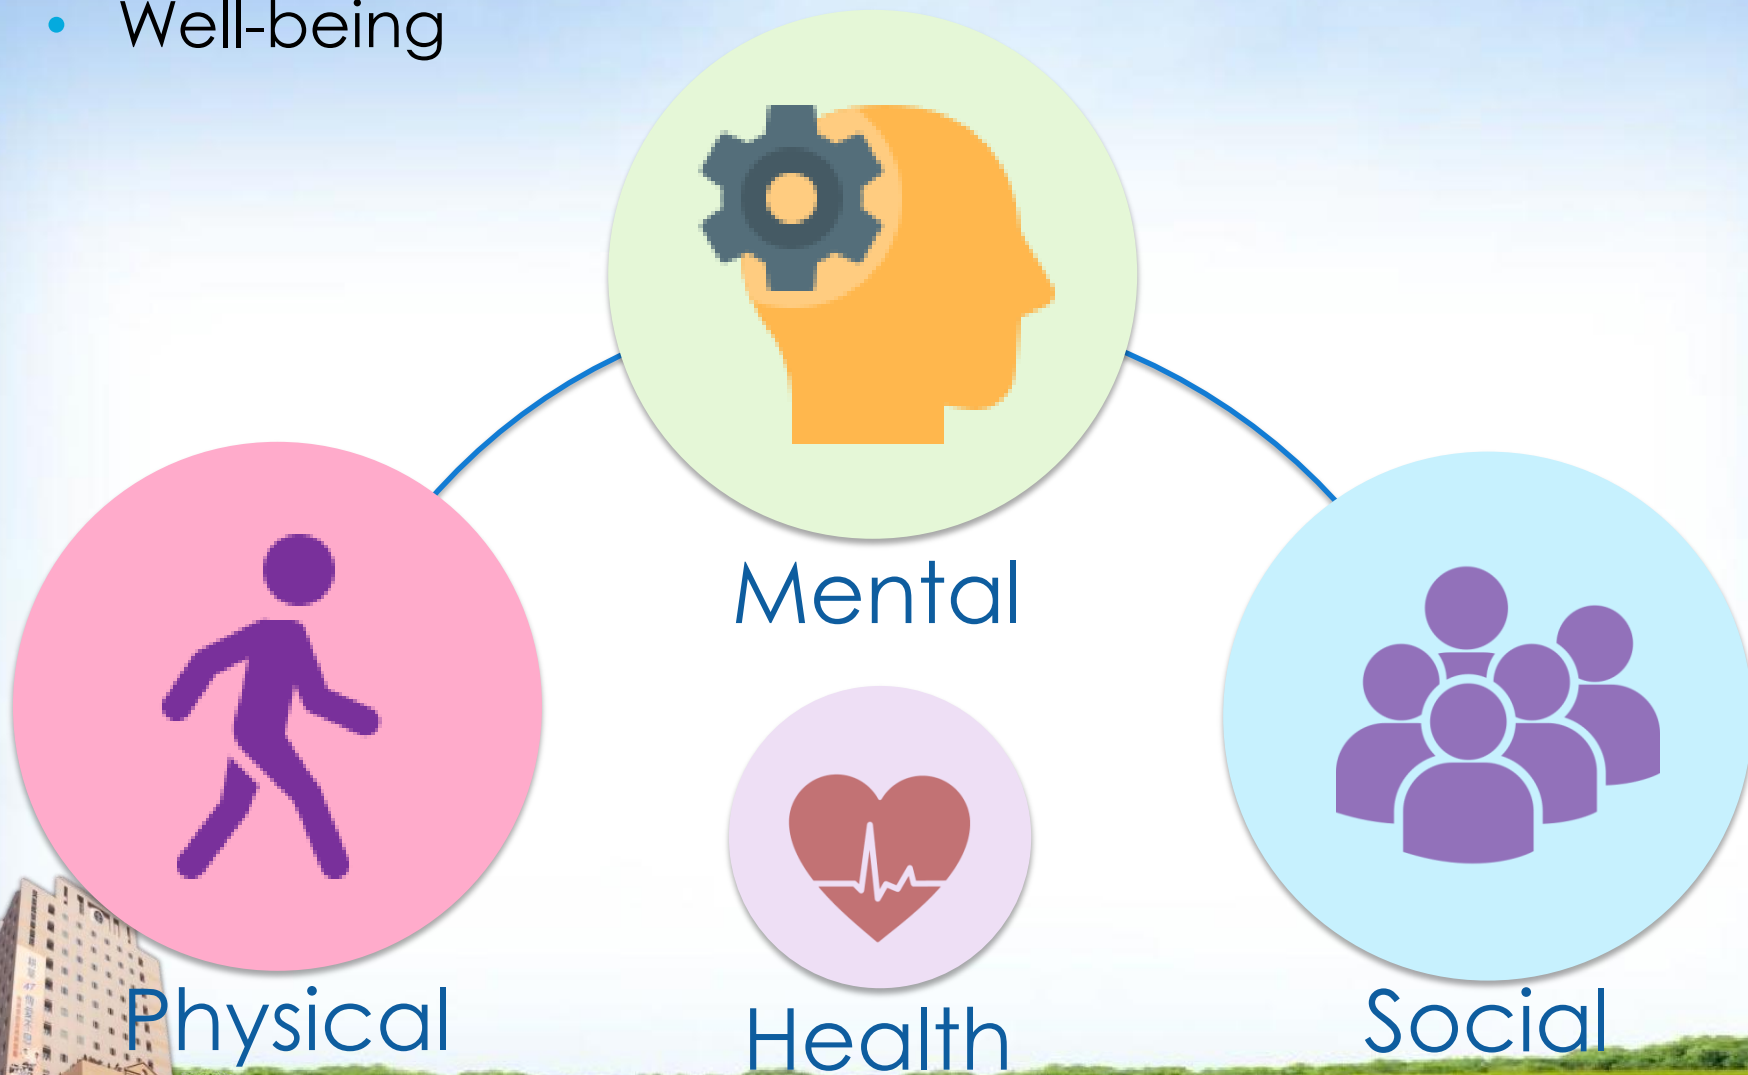 • Well-being
Mental
Physical
Health
Social